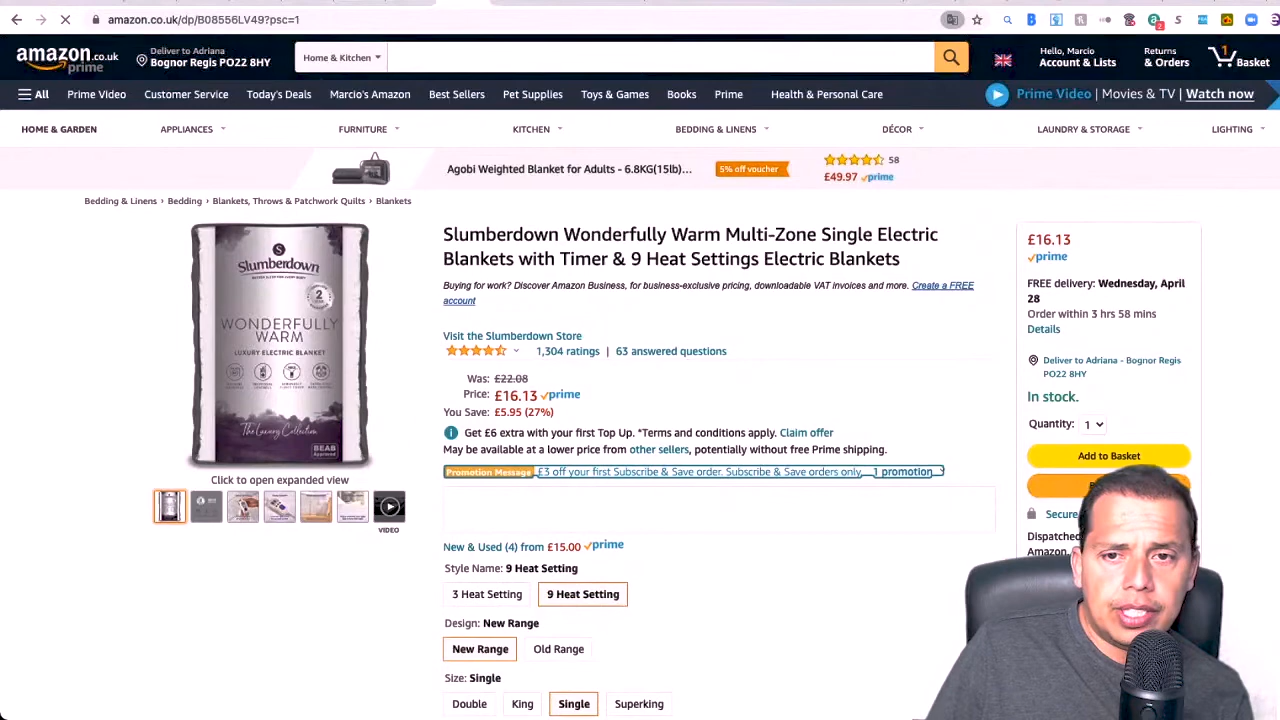 amazon.co.uk/dp/B08556LV49?psc=1
2
amazon.co.uk
prime
Deliver to Adriana
Bognor Regis PO22 8HY
Home & Kitchen
Hello, Marcio
Account & Lists
Returns
& Orders
1
Basket
All
Prime Video
Customer Service
Today's Deals
Marcio's Amazon
Best Sellers
Pet Supplies
Toys & Games
Books
Prime
Health & Personal Care
Prime Video | Movies & TV | Watch now
HOME & GARDEN
APPLIANCES
FURNITURE
KITCHEN
BEDDING & LINENS
DÉCOR
LAUNDRY & STORAGE
LIGHTING
Agobi Weighted Blanket for Adults - 6.8KG(15lb)...
5% off voucher
58
£49.97 prime
Bedding & Linens › Bedding › Blankets, Throws & Patchwork Quilts › Blankets
S
Slumberdown
2
WONDERFULLY
WARM
LUXURY ELECTRIC BLANKET
The Luxury Collection
BEAB
Approved
Click to open expanded view
VIDEO
Slumberdown Wonderfully Warm Multi-Zone Single Electric
Blankets with Timer & 9 Heat Settings Electric Blankets
Buying for work? Discover Amazon Business, for business-exclusive pricing, downloadable VAT invoices and more. Create a FREE
account
Visit the Slumberdown Store
1,304 ratings | 63 answered questions
Was: £22.08
Price: £16.13 prime
You Save: £5.95 (27%)
Get £6 extra with your first Top Up. *Terms and conditions apply. Claim offer
May be available at a lower price from other sellers, potentially without free Prime shipping.
Promotion Message £3 off your first Subscribe & Save order. Subscribe & Save orders only. 1 promotion
New & Used (4) from £15.00 prime
Style Name: 9 Heat Setting
3 Heat Setting
9 Heat Setting
Design: New Range
New Range
Old Range
Size: Single
Double
King
Single
Superking
£16.13
prime
FREE delivery: Wednesday, April
28
Order within 3 hrs 58 mins
Details
Deliver to Adriana - Bognor Regis
PO22 8HY
In stock.
Quantity: 1
Add to Basket
Secure
Dispatched
Amazon